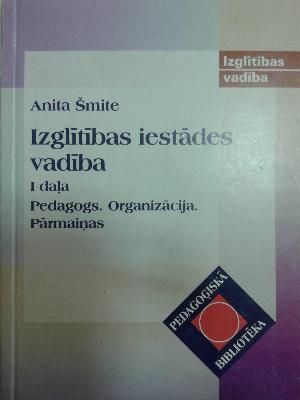 Izglītības
vadība
Anita Šmite
Izglītības iestādes
vadība
I daļa
Pedagogs. Organizācija.
Pārmaiņas
PEDAGOĢISKĀ
BIBLIOTĒKA